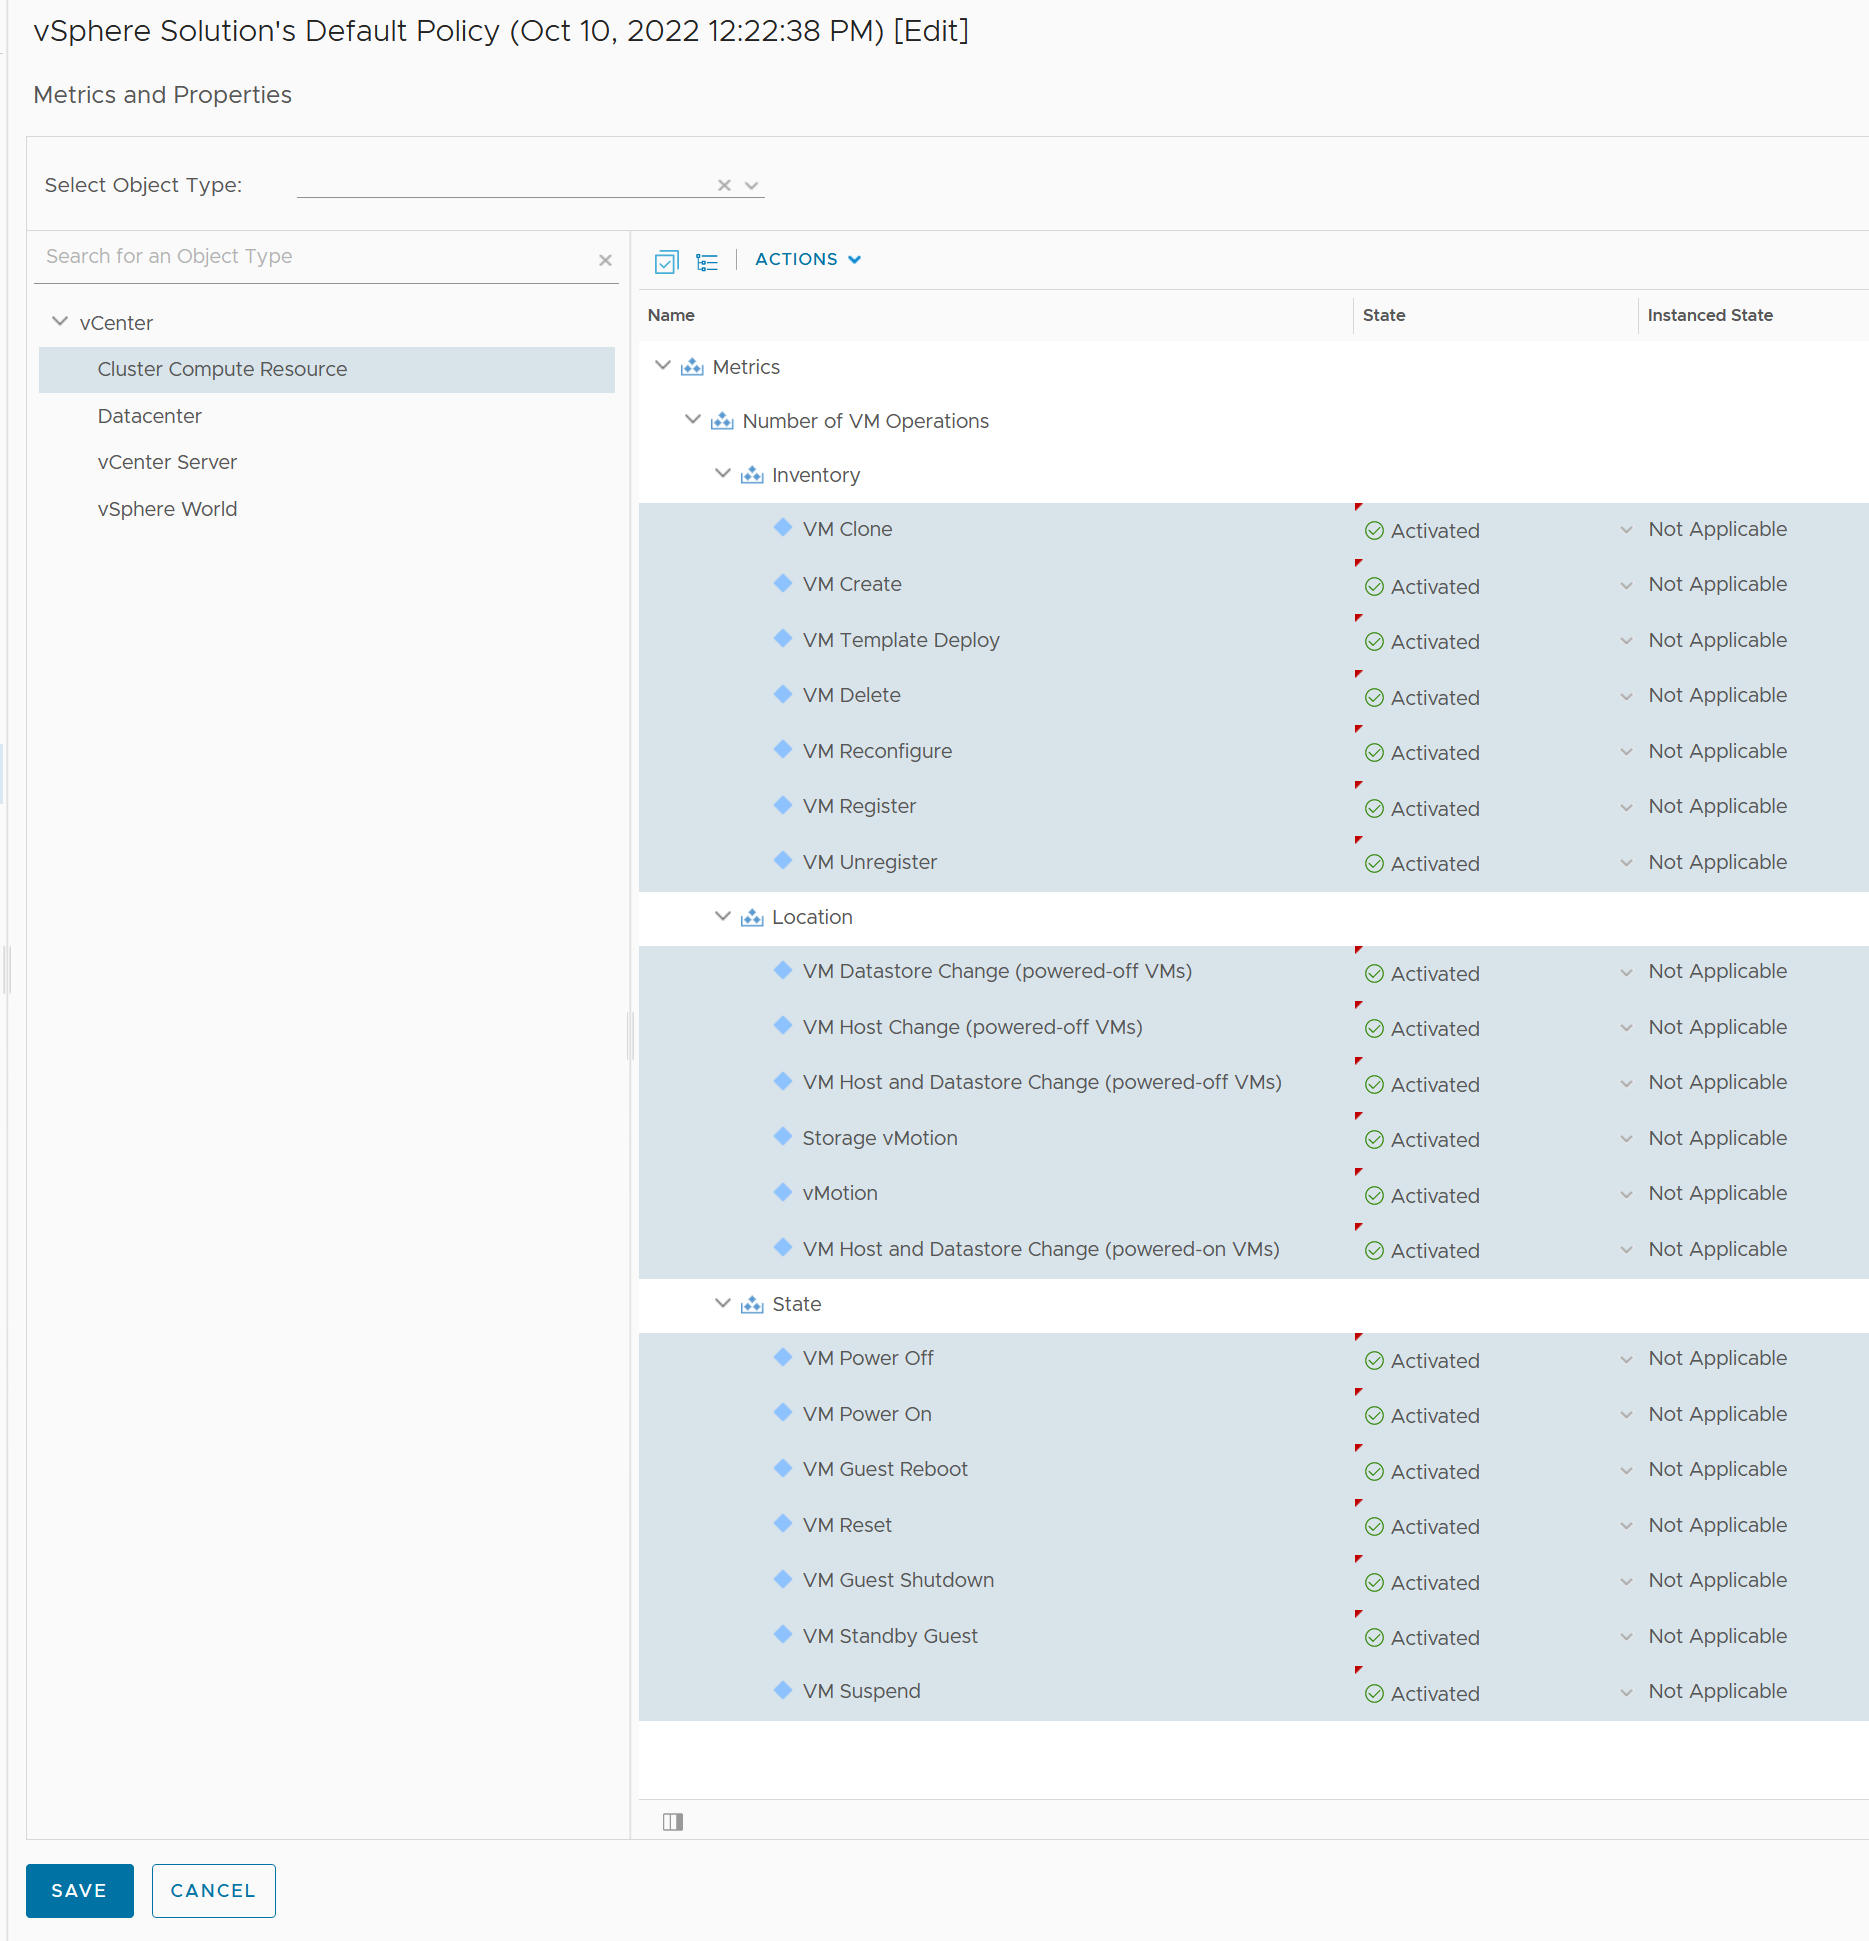 vSphere Solution's Default Policy (Oct 10, 2022 12:22:38 PM) [Edit]
Metrics and Properties
Select Object Type:
Search for an Object Type
vCenter
Cluster Compute Resource
Datacenter
vCenter Server
vSphere World
ACTIONS
Name State Instanced State
Metrics
Number of VM Operations
Inventory
VM Clone Activated Not Applicable
VM Create Activated Not Applicable
VM Template Deploy Activated Not Applicable
VM Delete Activated Not Applicable
VM Reconfigure Activated Not Applicable
VM Register Activated Not Applicable
VM Unregister Activated Not Applicable
Location
VM Datastore Change (powered-off VMs) Activated Not Applicable
VM Host Change (powered-off VMs) Activated Not Applicable
VM Host and Datastore Change (powered-off VMs) Activated Not Applicable
Storage vMotion Activated Not Applicable
vMotion Activated Not Applicable
VM Host and Datastore Change (powered-on VMs) Activated Not Applicable
State
VM Power Off Activated Not Applicable
VM Power On Activated Not Applicable
VM Guest Reboot Activated Not Applicable
VM Reset Activated Not Applicable
VM Guest Shutdown Activated Not Applicable
VM Standby Guest Activated Not Applicable
VM Suspend Activated Not Applicable
SAVE CANCEL